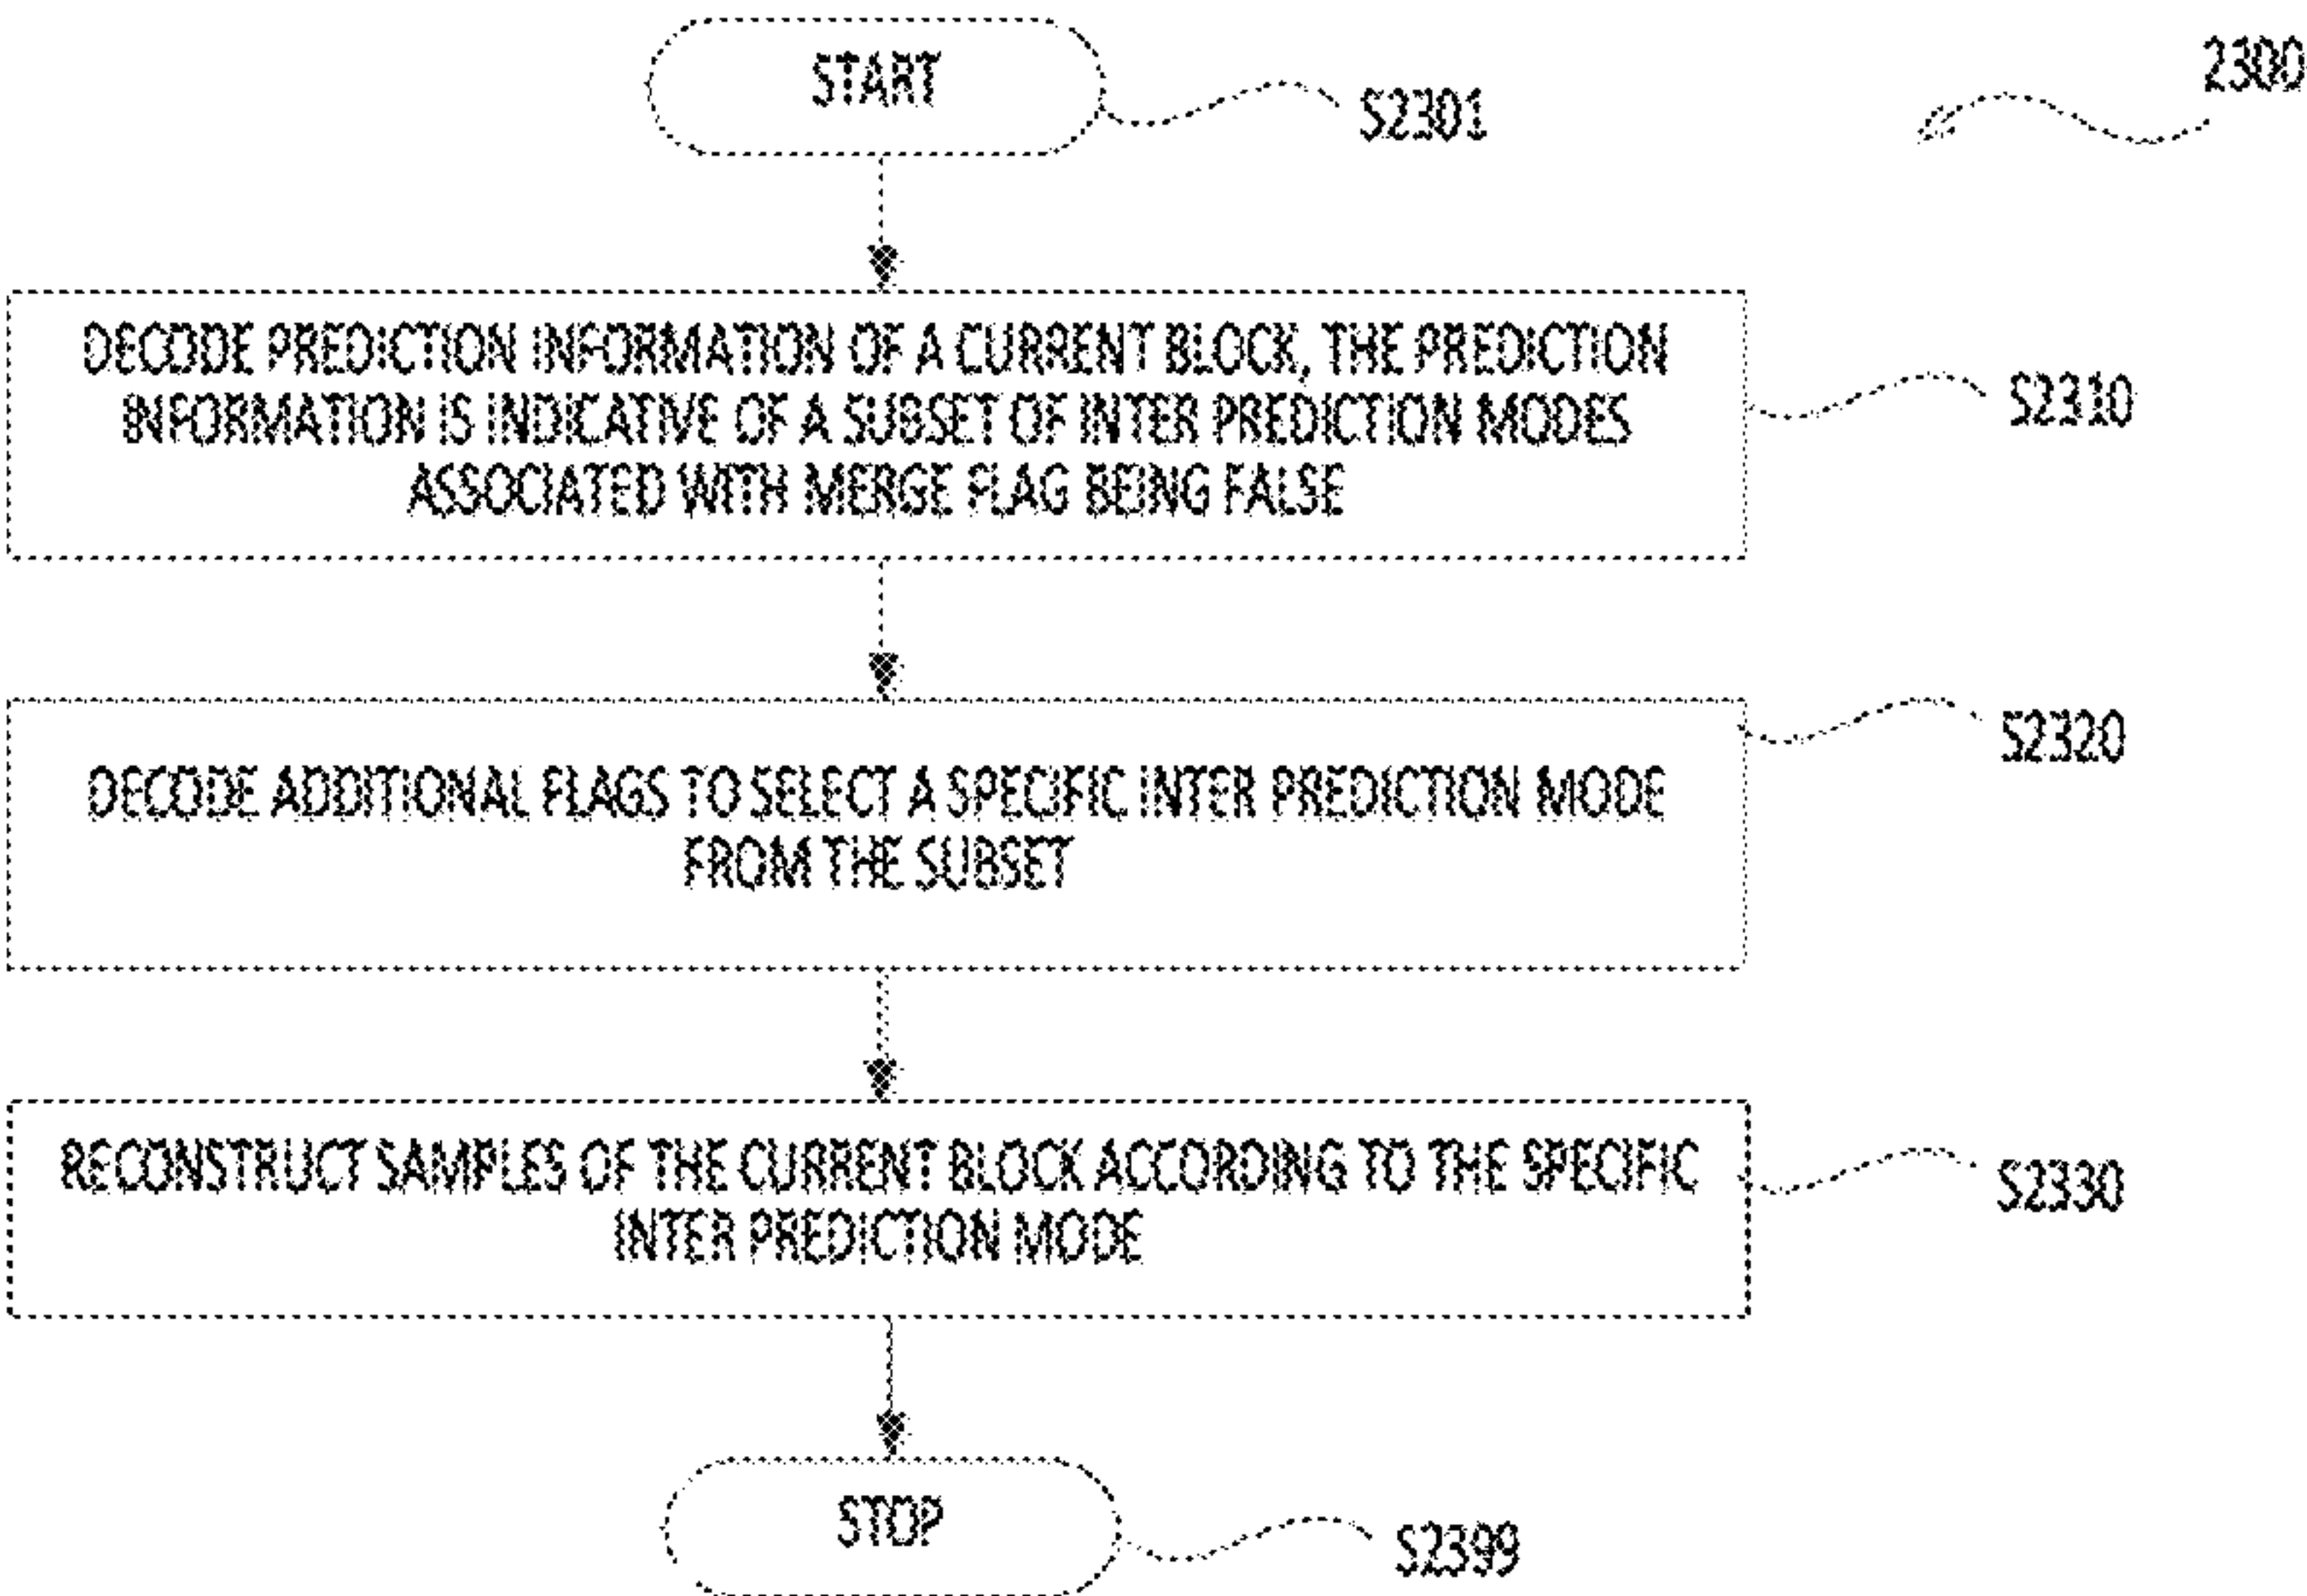 START
S2301
2300
DECODE PREDICTION INFORMATION OF A CURRENT BLOCK, THE PREDICTION
INFORMATION IS INDICATIVE OF A SUBSET OF INTER PREDICTION MODES
ASSOCIATED WITH MERGE FLAG BEING FALSE
S2310
DECODE ADDITIONAL FLAGS TO SELECT A SPECIFIC INTER PREDICTION MODE
FROM THE SUBSET
S2320
RECONSTRUCT SAMPLES OF THE CURRENT BLOCK ACCORDING TO THE SPECIFIC
INTER PREDICTION MODE
S2330
STOP
S2399